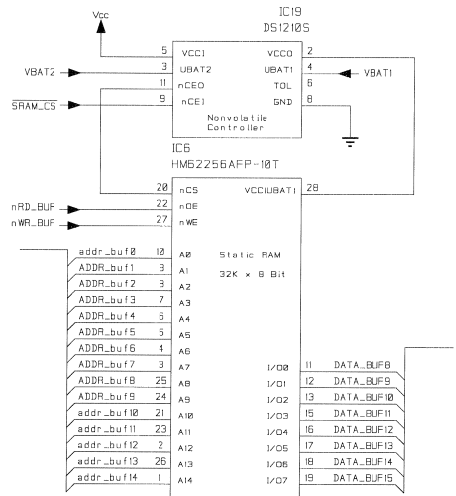 Vcc
IC19
DS1210S
5 VCCI VCCO 2
VBAT2 3 UBAT2 UBAT1 4 VBAT1
11 nCEO TOL 6
SRAM_CS 9 nCEI GND 8
Nonvolatile
Controller
IC6
HM62256AFP-10T
20 nCS VCC(UBAT) 28
nRD_BUF 22 nOE
nWR_BUF 27 nWE
addr_buf0 10 A0 Static RAM
ADDR_buf1 9 A1 32K x 8 Bit
ADDR_buf2 8 A2
ADDR_buf3 7 A3
ADDR_buf4 A4
ADDR_buf5 5 A5
ADDR_buf6 4 A6
ADDR_buf7 3 A7 I/O0 11 DATA_BUF8
ADDR_buf8 25 A8 I/O1 12 DATA_BUF9
ADDR_buf9 24 A9 I/O2 13 DATA_BUF10
addr_buf10 21 A10 I/O3 15 DATA_BUF11
addr_buf11 23 A11 I/O4 16 DATA_BUF12
addr_buf12 2 A12 I/O5 17 DATA_BUF13
addr_buf13 26 A13 I/O6 18 DATA_BUF14
addr_buf14 1 A14 I/O7 19 DATA_BUF15